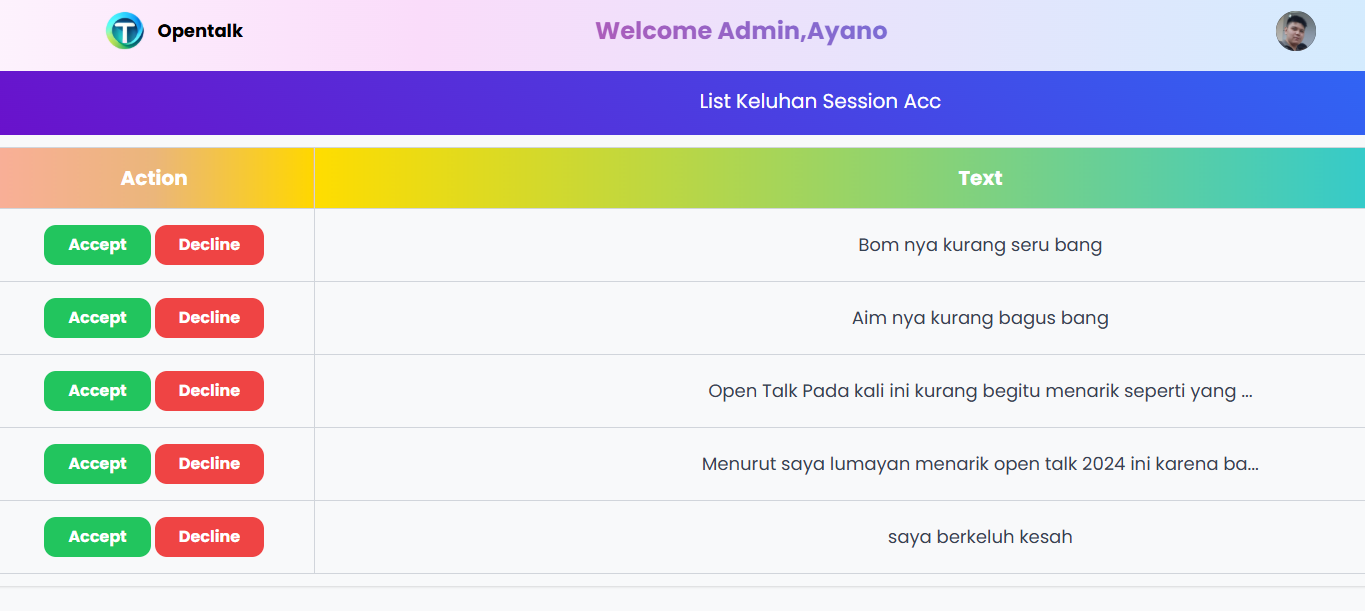 T Opentalk Welcome Admin,Ayano
List Keluhan Session Acc
Action Text
Accept Decline Bom nya kurang seru bang
Accept Decline Aim nya kurang bagus bang
Accept Decline Open Talk Pada kali ini kurang begitu menarik seperti yang ...
Accept Decline Menurut saya lumayan menarik open talk 2024 ini karena ba...
Accept Decline saya berkeluh kesah